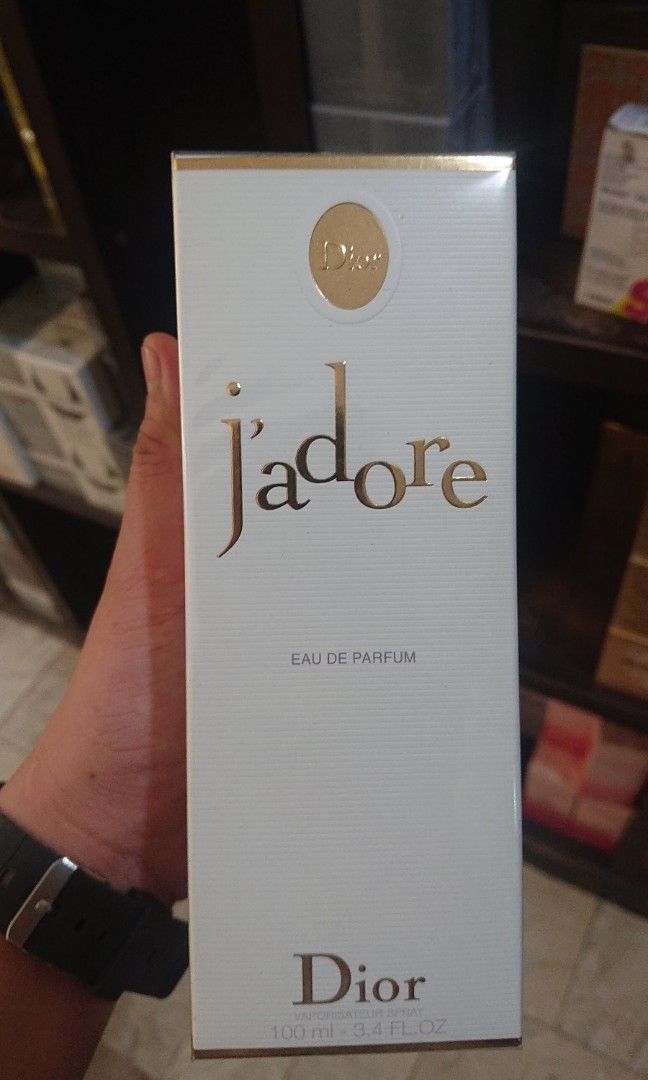 Dior
j'adore
EAU DE PARFUM
Dior
VAPORISATEUR SPRAY
100 ml • 3.4 FL.OZ